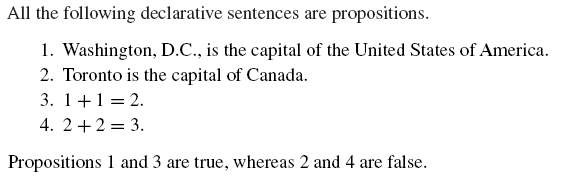 All the following declarative sentences are propositions.
1. Washington, D.C., is the capital of the United States of America.
2. Toronto is the capital of Canada.
3. 1 + 1 = 2.
4. 2 + 2 = 3.
Propositions 1 and 3 are true, whereas 2 and 4 are false.